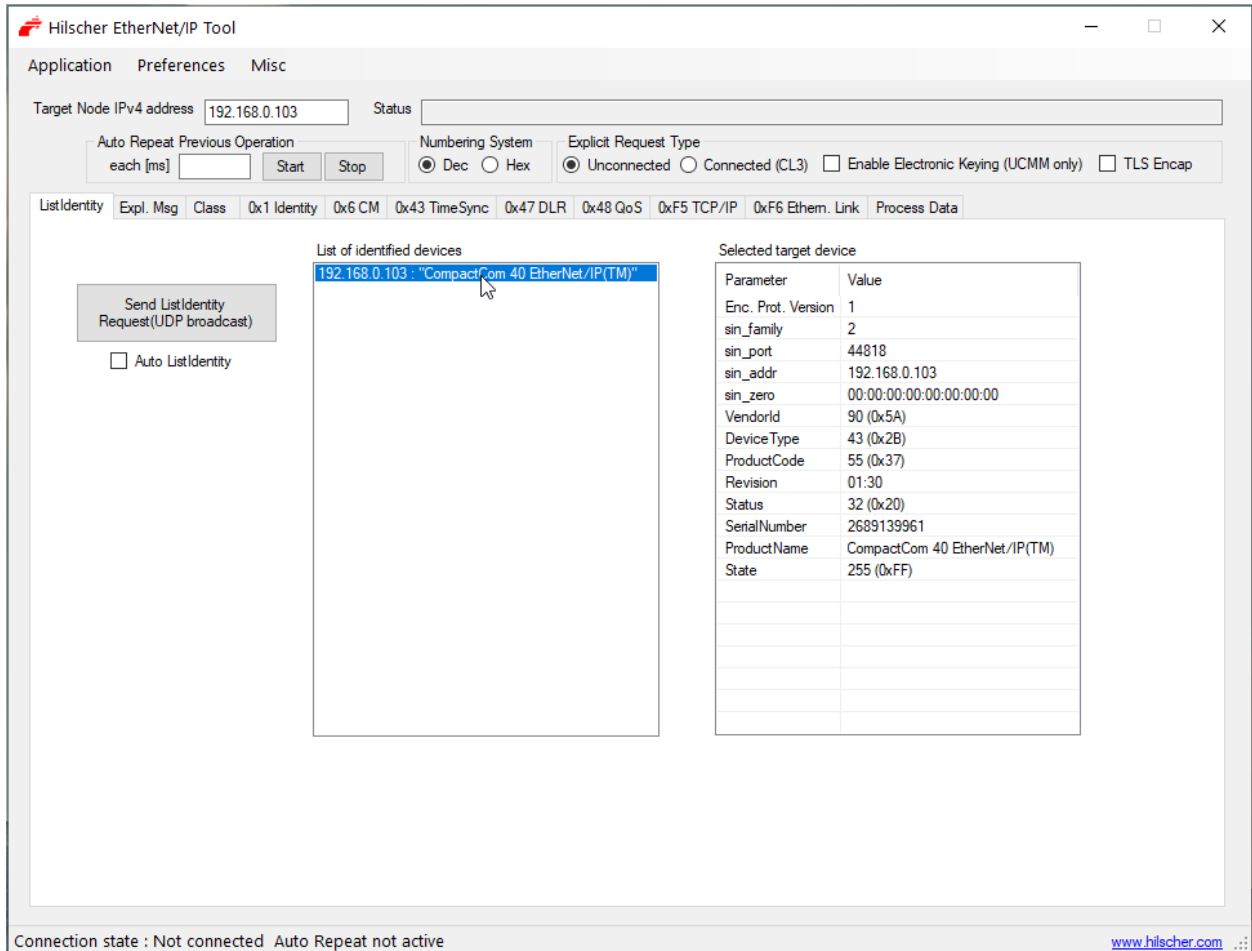 Hilscher EtherNet/IP Tool
Application Preferences Misc
Target Node IPv4 address 192.168.0.103 Status
Auto Repeat Previous Operation Numbering System Explicit Request Type
each [ms] Start Stop Dec Hex Unconnected Connected (CL3) Enable Electronic Keying (UCMM only) TLS Encap
ListIdentity Expl. Msg Class 0x1 Identity 0x6 CM 0x43 TimeSync 0x47 DLR 0x48 QoS 0xF5 TCP/IP 0xF6 Ethern. Link Process Data
List of identified devices
192.168.0.103 : "CompactCom 40 EtherNet/IP(TM)"
Send ListIdentity
Request(UDP broadcast)
Auto ListIdentity
Selected target device
Parameter Value
Enc. Prot. Version 1
sin_family 2
sin_port 44818
sin_addr 192.168.0.103
sin_zero 00:00:00:00:00:00:00:00
VendorId 90 (0x5A)
DeviceType 43 (0x2B)
ProductCode 55 (0x37)
Revision 01:30
Status 32 (0x20)
SerialNumber 2689139961
ProductName CompactCom 40 EtherNet/IP(TM)
State 255 (0xFF)
Connection state : Not connected Auto Repeat not active www.hilscher.com